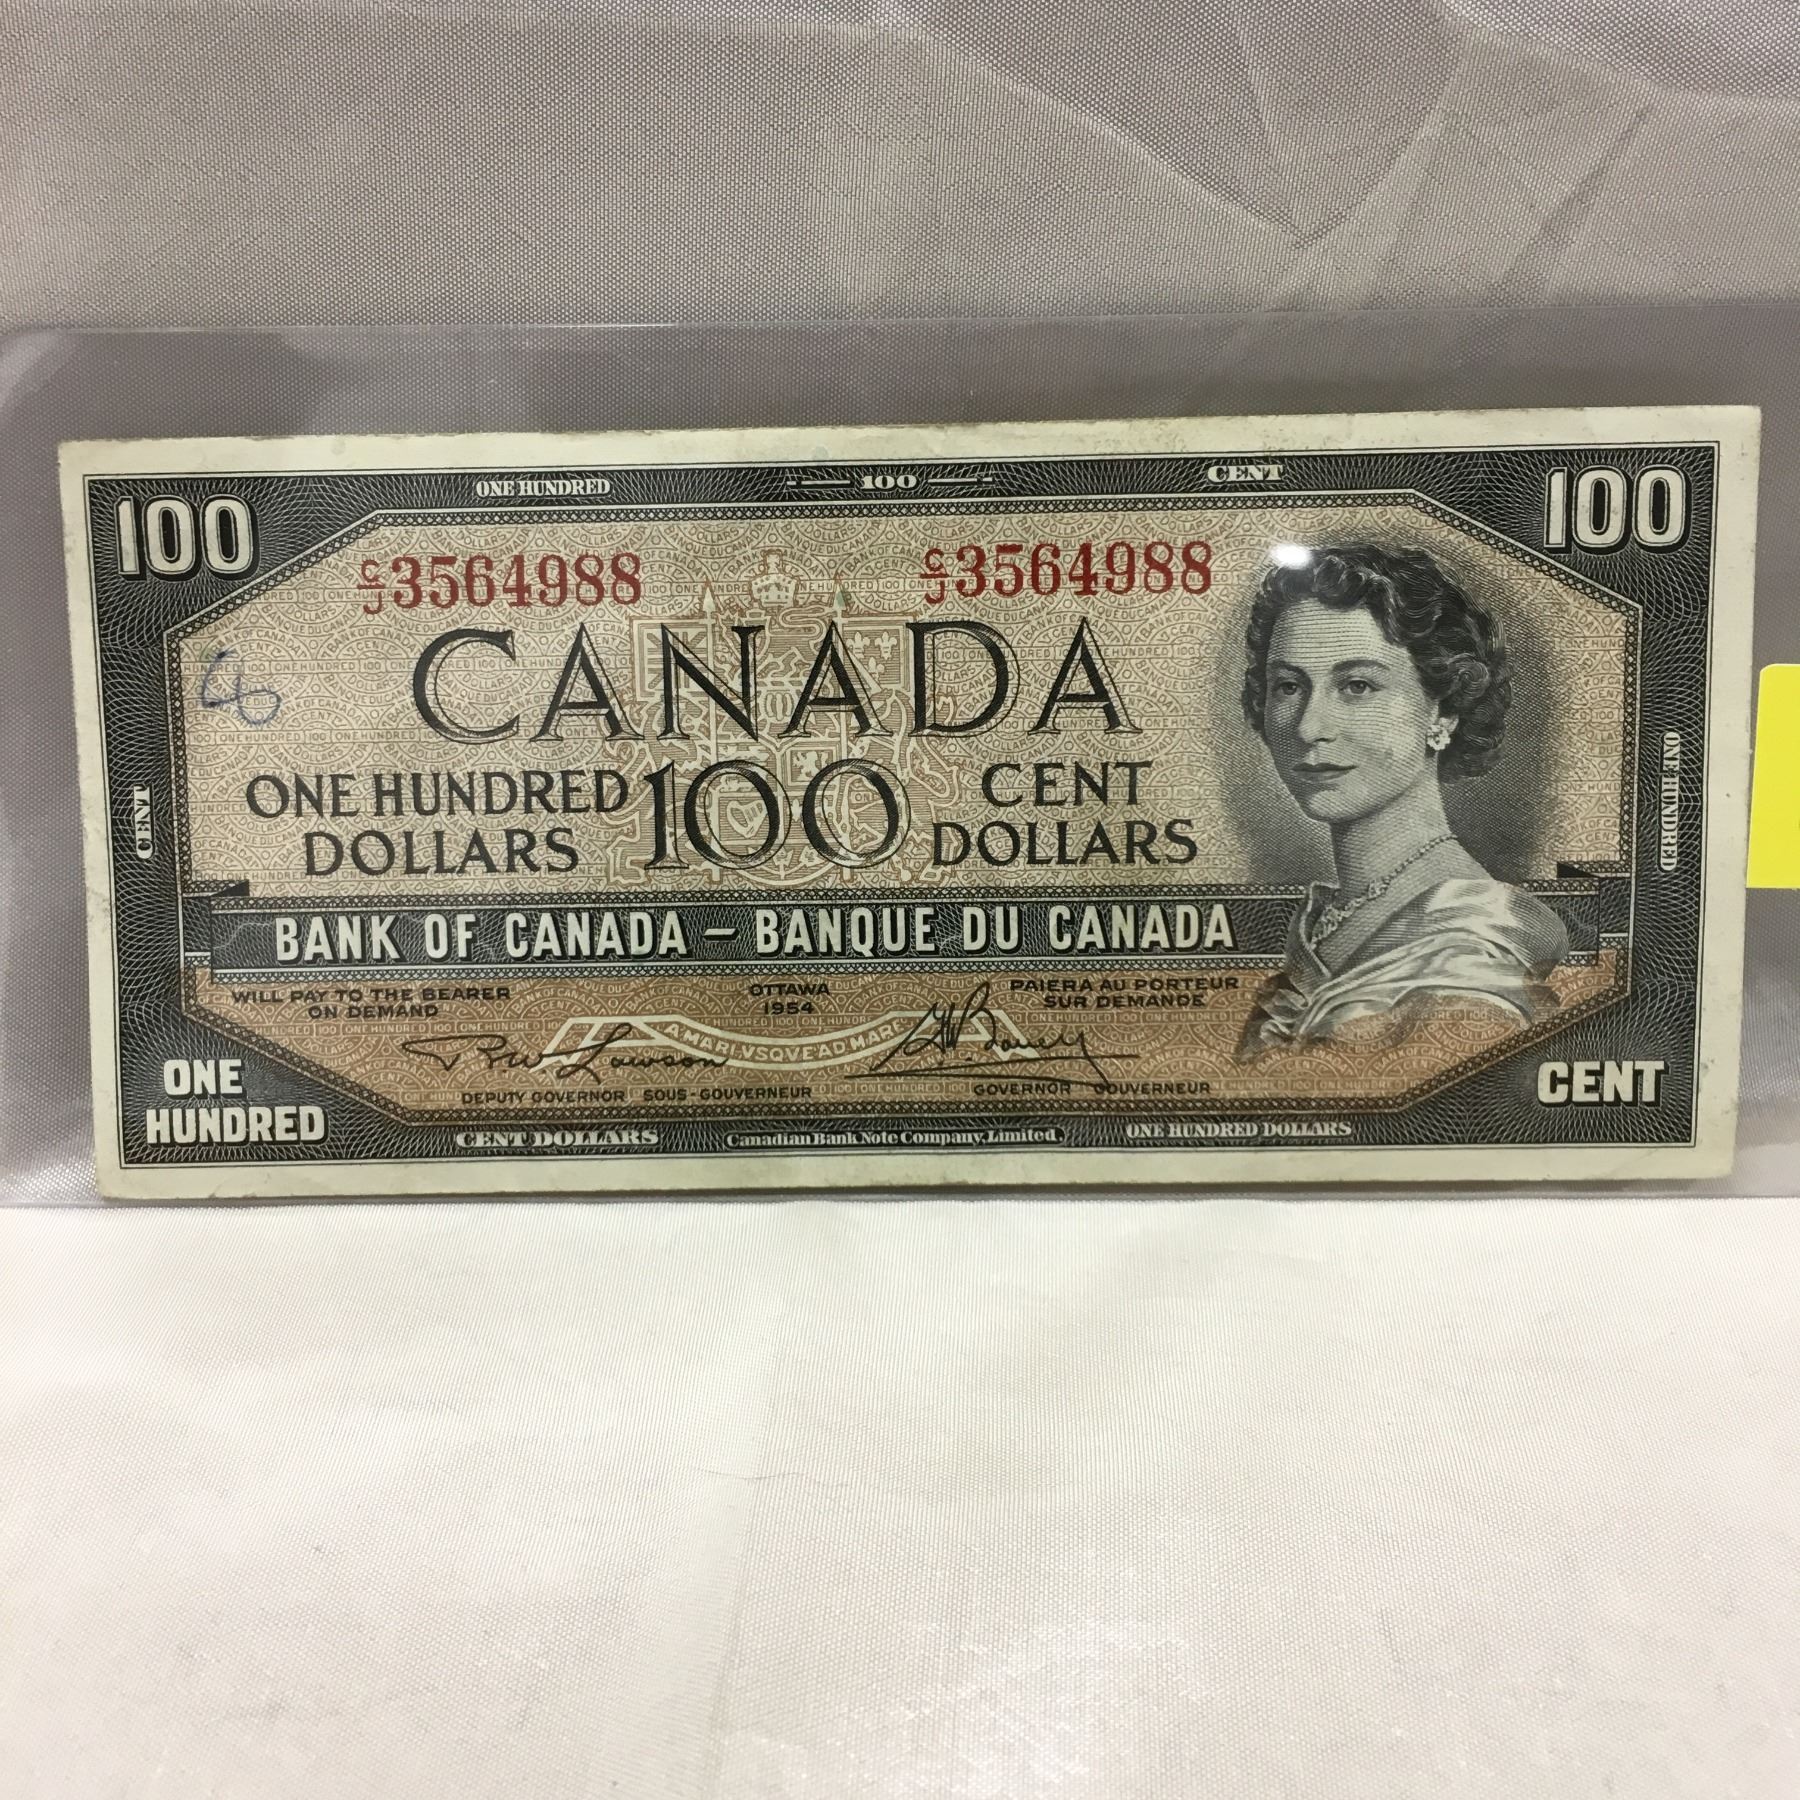 ONE HUNDRED 100 CENT
100 100
C/J 3564988 C/J 3564988
CANADA
ONE HUNDRED DOLLARS 100 CENT DOLLARS
CENT
ONE HUNDRED
BANK OF CANADA – BANQUE DU CANADA
WILL PAY TO THE BEARER
ON DEMAND
OTTAWA
1954
PAIERA AU PORTEUR
SUR DEMANDE
A MARI VSQVE AD MARE
R.W. Lawson
DEPUTY GOVERNOR SOUS-GOUVERNEUR
GOVERNOR GOUVERNEUR
ONE
HUNDRED
CENT
CENT DOLLARS Canadian Bank Note Company, Limited. ONE HUNDRED DOLLARS